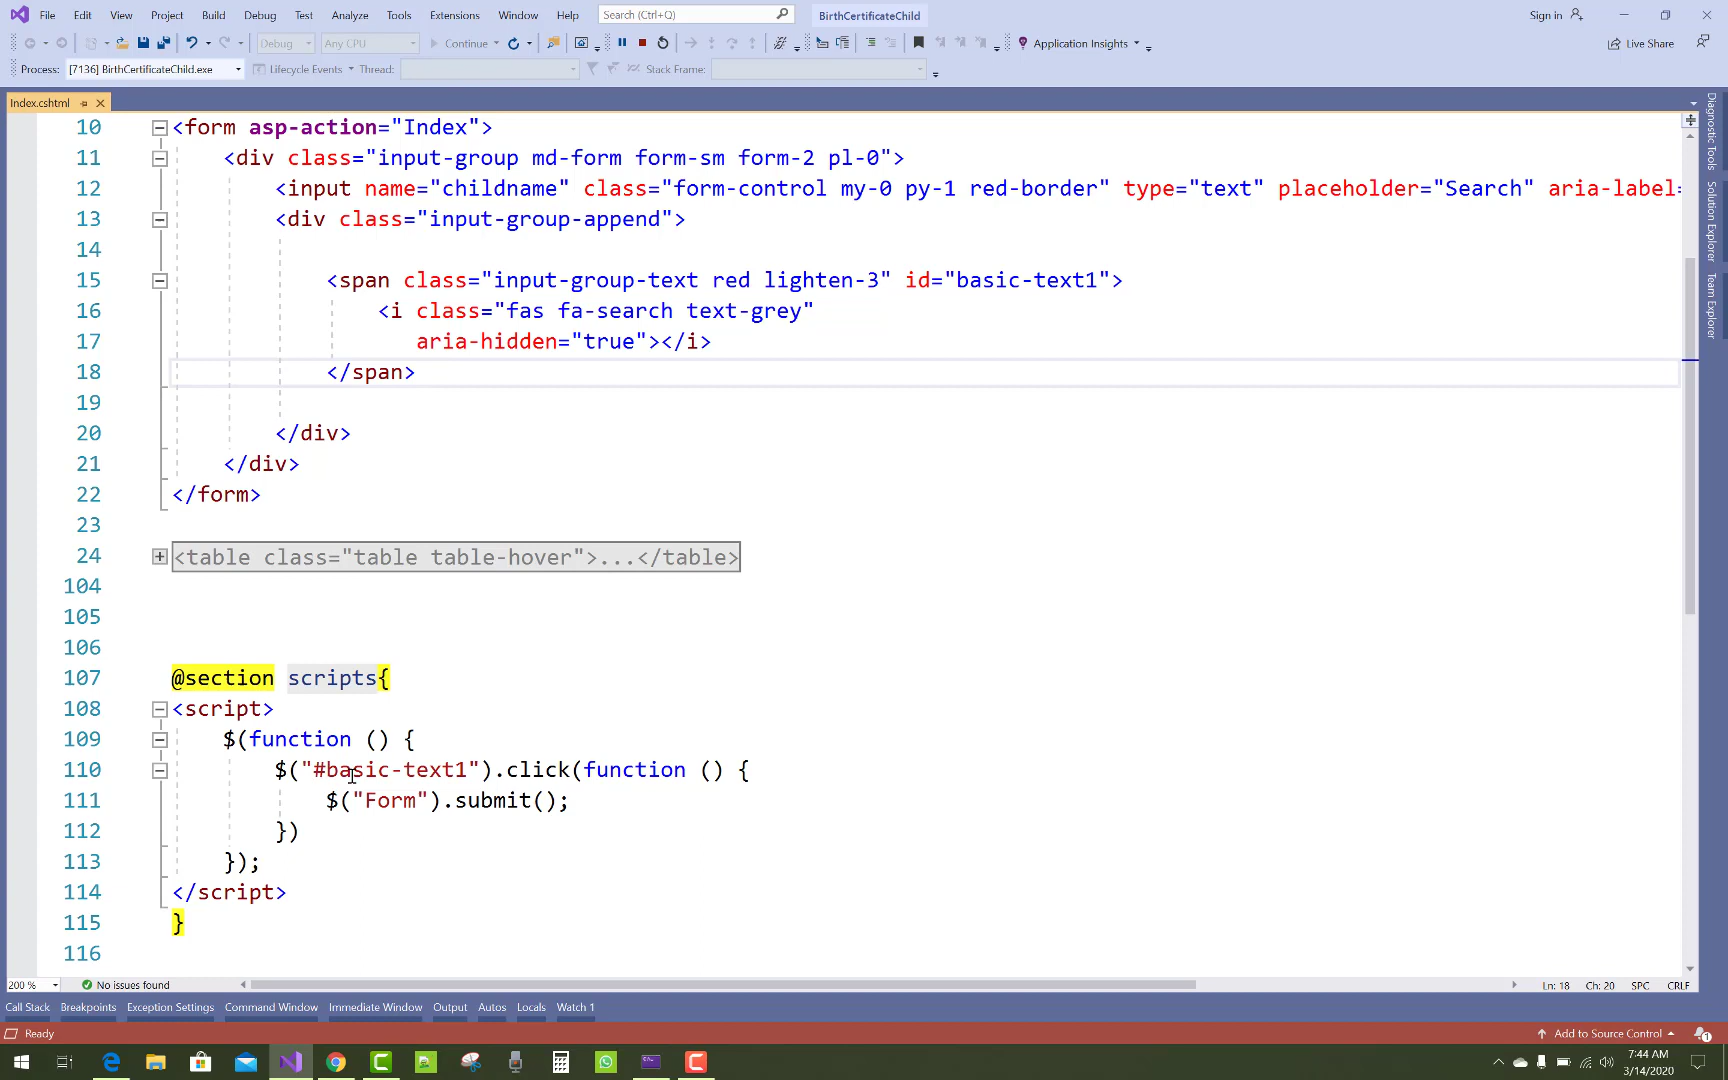 File Edit View Project Build Debug Test Analyze Tools Extensions Window Help Search (Ctrl+Q) BirthCertificateChild Sign in
Debug Any CPU Continue Application Insights Live Share
Process: [7136] BirthCertificateChild.exe Lifecycle Events Thread: Stack Frame:
Index.cshtml
10 <form asp-action="Index">
11 <div class="input-group md-form form-sm form-2 pl-0">
12 <input name="childname" class="form-control my-0 py-1 red-border" type="text" placeholder="Search" aria-label=
13 <div class="input-group-append">
14
15 <span class="input-group-text red lighten-3" id="basic-text1">
16 <i class="fas fa-search text-grey"
17 aria-hidden="true"></i>
18 </span>
19
20 </div>
21 </div>
22 </form>
23
24 <table class="table table-hover">...</table>
104
105
106
107 @section scripts{
108 <script>
109 $(function () {
110 $("#basic-text1").click(function () {
111 $("Form").submit();
112 })
113 });
114 </script>
115 }
116
Diagnostic Tools
Solution Explorer
Team Explorer
200 % No issues found Ln: 18 Ch: 20 SPC CRLF
Call Stack Breakpoints Exception Settings Command Window Immediate Window Output Autos Locals Watch 1
Ready Add to Source Control 1
7:44 AM
3/14/2020